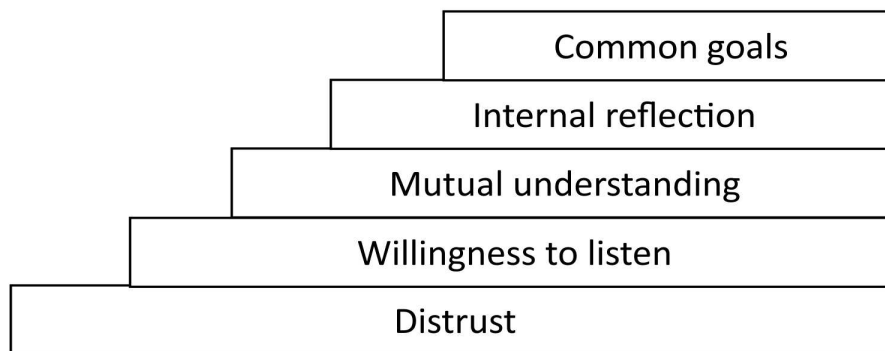 Common goals
Internal reflection
Mutual understanding
Willingness to listen
Distrust